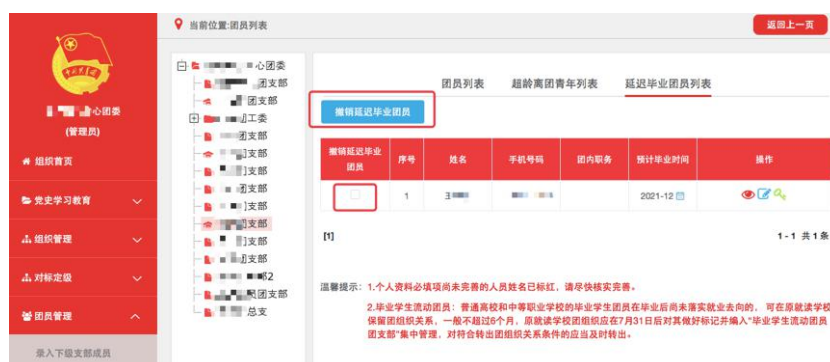 当前位置:团员列表
返回上一页
心团委
(管理员)
组织首页
党史学习教育
组织管理
对标定级
团员管理
录入下级支部成员
心团委
团支部
团支部
工委
团支部
支部
支部
支部
支部
支部
支部
支部
部2
团支部
总支
团员列表 超龄离团青年列表 延迟毕业团员列表
撤销延迟毕业团员
撤销延迟毕业团员 序号 姓名 手机号码 团内职务 预计毕业时间 操作
1 2021-12
[1] 1-1 共1条
温馨提示：1.个人资料必填项尚未完善的人员姓名已标红，请尽快核实完善。
2.毕业学生流动团员：普通高校和中等职业学校的毕业学生团员在毕业后尚未落实就业去向的，可在原就读学校
保留团组织关系，一般不超过6个月，原就读学校团组织应在7月31日后对其做好标记并编入"毕业学生流动团员
团支部"集中管理，对符合转出团组织关系条件的应当及时转出。